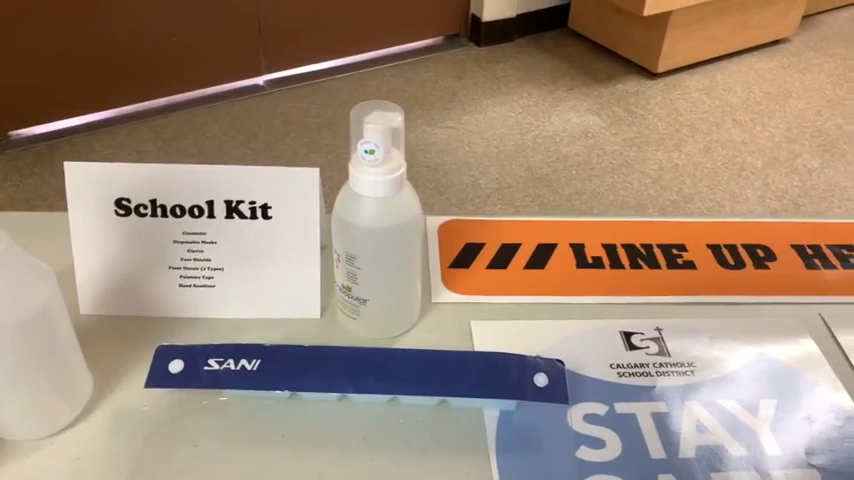 School Kit
Contents:
Disposable Masks
Gloves
Face Shields
Floor Decals (2 Types)
Painters Tape
Hand Sanitizer
LINE UP HE
SANI
CALGARY CATHOLIC
SCHOOL DISTRICT
STAY